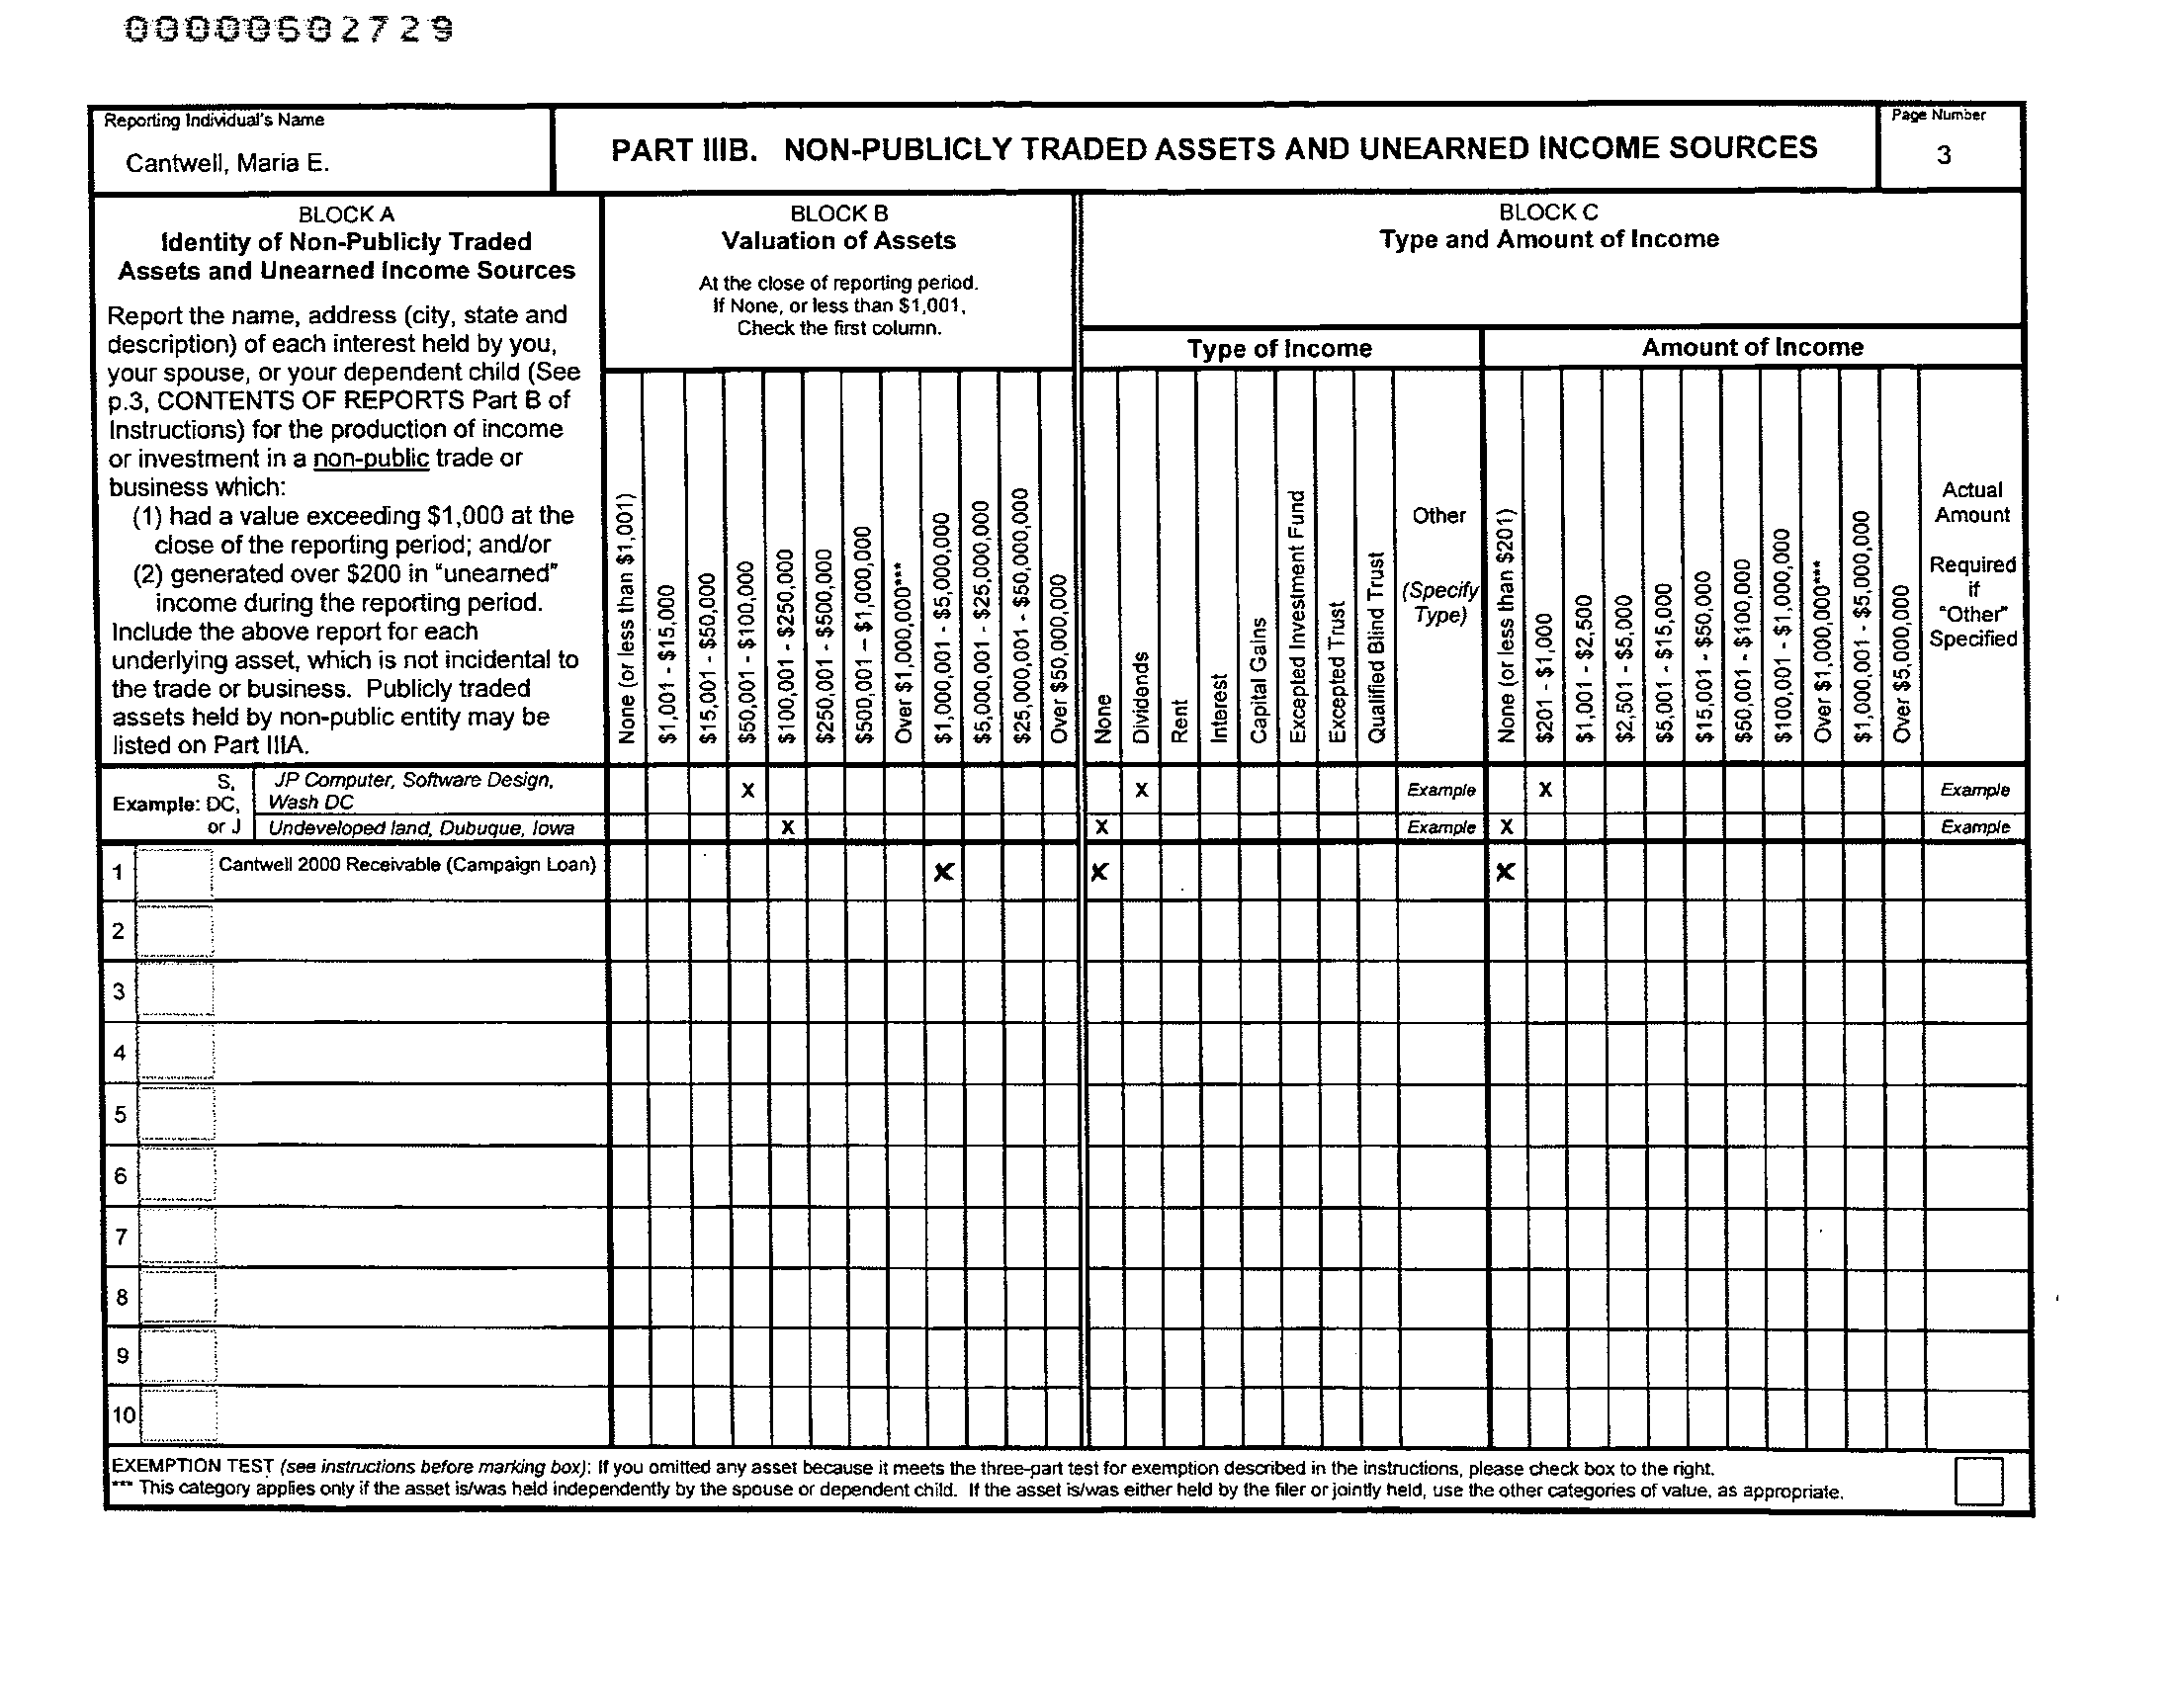 00000602729
Reporting Individual's Name
Cantwell, Maria E.
PART IIIB. NON-PUBLICLY TRADED ASSETS AND UNEARNED INCOME SOURCES
Page Number
3
BLOCK A
Identity of Non-Publicly Traded
Assets and Unearned Income Sources
Report the name, address (city, state and
description) of each interest held by you,
your spouse, or your dependent child (See
p.3, CONTENTS OF REPORTS Part B of
Instructions) for the production of income
or investment in a non-public trade or
business which:
(1) had a value exceeding $1,000 at the
close of the reporting period; and/or
(2) generated over $200 in "unearned"
income during the reporting period.
Include the above report for each
underlying asset, which is not incidental to
the trade or business. Publicly traded
assets held by non-public entity may be
listed on Part IIIA.
BLOCK B
Valuation of Assets
At the close of reporting period.
If None, or less than $1,001,
Check the first column.
None (or less than $1,001)
$1,001 - $15,000
$15,001 - $50,000
$50,001 - $100,000
$100,001 - $250,000
$250,001 - $500,000
$500,001 – $1,000,000
Over $1,000,000***
$1,000,001 - $5,000,000
$5,000,001 - $25,000,000
$25,000,001 - $50,000,000
Over $50,000,000
BLOCK C
Type and Amount of Income
Type of Income
None
Dividends
Rent
Interest
Capital Gains
Excepted Investment Fund
Excepted Trust
Qualified Blind Trust
Other
(Specify
Type)
Amount of Income
None (or less than $201)
$201 - $1,000
$1,001 - $2,500
$2,501 - $5,000
$5,001 - $15,000
$15,001 - $50,000
$50,001 - $100,000
$100,001 - $1,000,000
Over $1,000,000***
$1,000,001 - $5,000,000
Over $5,000,000
Actual
Amount
Required
if
"Other"
Specified
S,
Example: DC,
or J
JP Computer, Software Design,
Wash DC
X X Example X Example
Undeveloped land, Dubuque, Iowa X X Example X Example
1 Cantwell 2000 Receivable (Campaign Loan) X X X
2
3
4
5
6
7
8
9
10
EXEMPTION TEST (see instructions before marking box): If you omitted any asset because it meets the three-part test for exemption described in the instructions, please check box to the right.
*** This category applies only if the asset is/was held independently by the spouse or dependent child. If the asset is/was either held by the filer or jointly held, use the other categories of value, as appropriate.